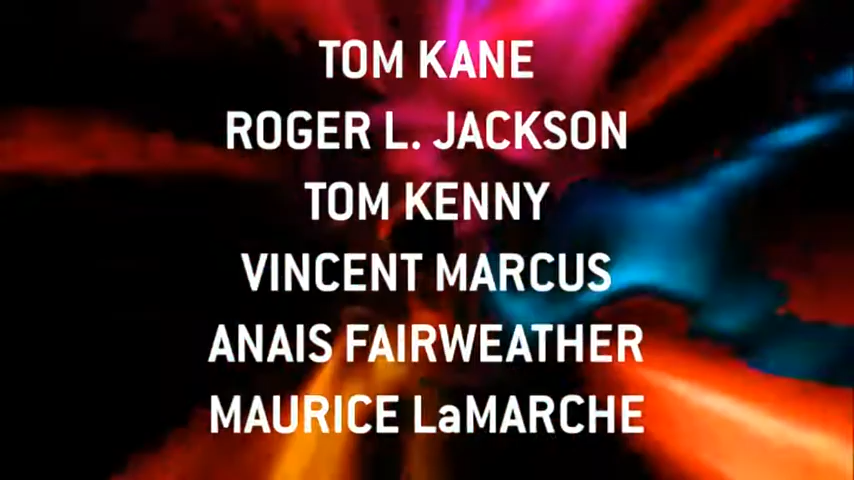 TOM KANE
ROGER L. JACKSON
TOM KENNY
VINCENT MARCUS
ANAIS FAIRWEATHER
MAURICE LaMARCHE